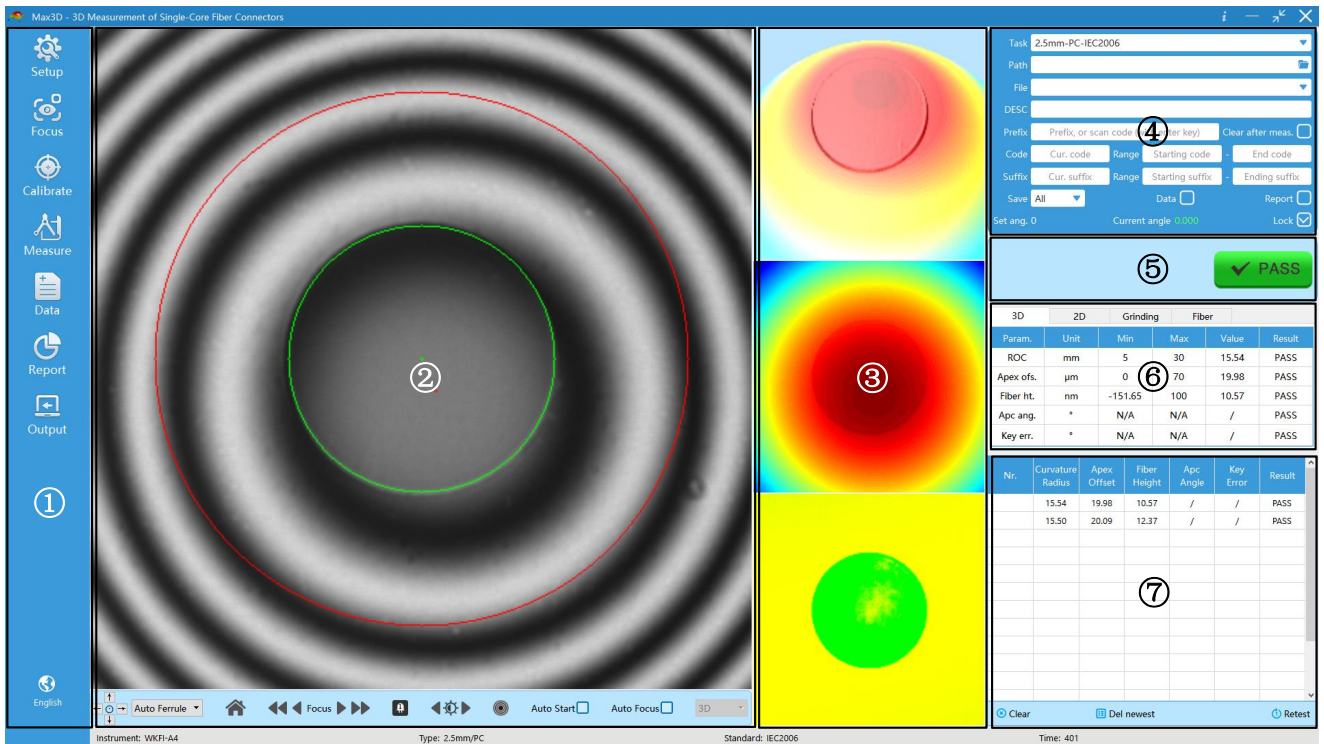 Max3D - 3D Measurement of Single-Core Fiber Connectors
Setup
Focus
Calibrate
Measure
Data
Report
Output
①
English
②
Auto Ferrule
Focus
Auto Start
Auto Focus
3D
③
Task 2.5mm-PC-IEC2006
Path
File
DESC
Prefix Prefix, or scan code (with enter key) Clear after meas.
④
Code Cur. code Range Starting code - End code
Suffix Cur. suffix Range Starting suffix - Ending suffix
Save All Data Report
Set ang. 0 Current angle 0.000 Lock
⑤ PASS
3D 2D Grinding Fiber
Param. Unit Min Max Value Result
ROC mm 5 30 15.54 PASS
Apex ofs. μm 0 70 19.98 PASS
⑥
Fiber ht. nm -151.65 100 10.57 PASS
Apc ang. ° N/A N/A / PASS
Key err. ° N/A N/A / PASS
Nr. Curvature Radius Apex Offset Fiber Height Apc Angle Key Error Result
15.54 19.98 10.57 / / PASS
15.50 20.09 12.37 / / PASS
⑦
Clear Del newest Retest
Instrument: WKFI-A4 Type: 2.5mm/PC Standard: IEC2006 Time: 401